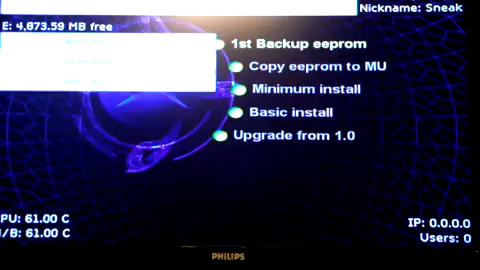 Nickname: Sneak
E: 4,873.59 MB free
1st Backup eeprom
Copy eeprom to MU
Minimum install
Basic install
Upgrade from 1.0
PU: 61.00 C
/B: 61.00 C
IP: 0.0.0.0
Users: 0
PHILIPS